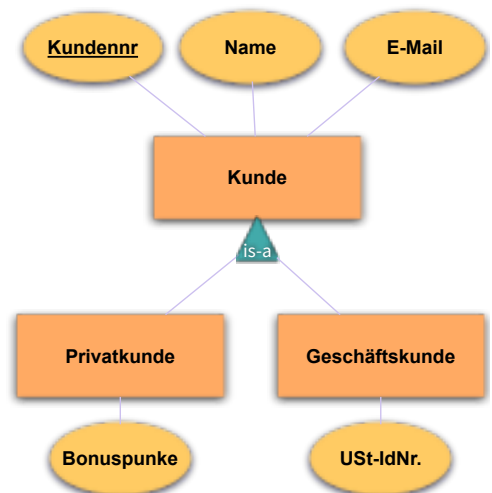 Kundennr
Name
E-Mail
Kunde
is-a
Privatkunde
Geschäftskunde
Bonuspunke
USt-IdNr.